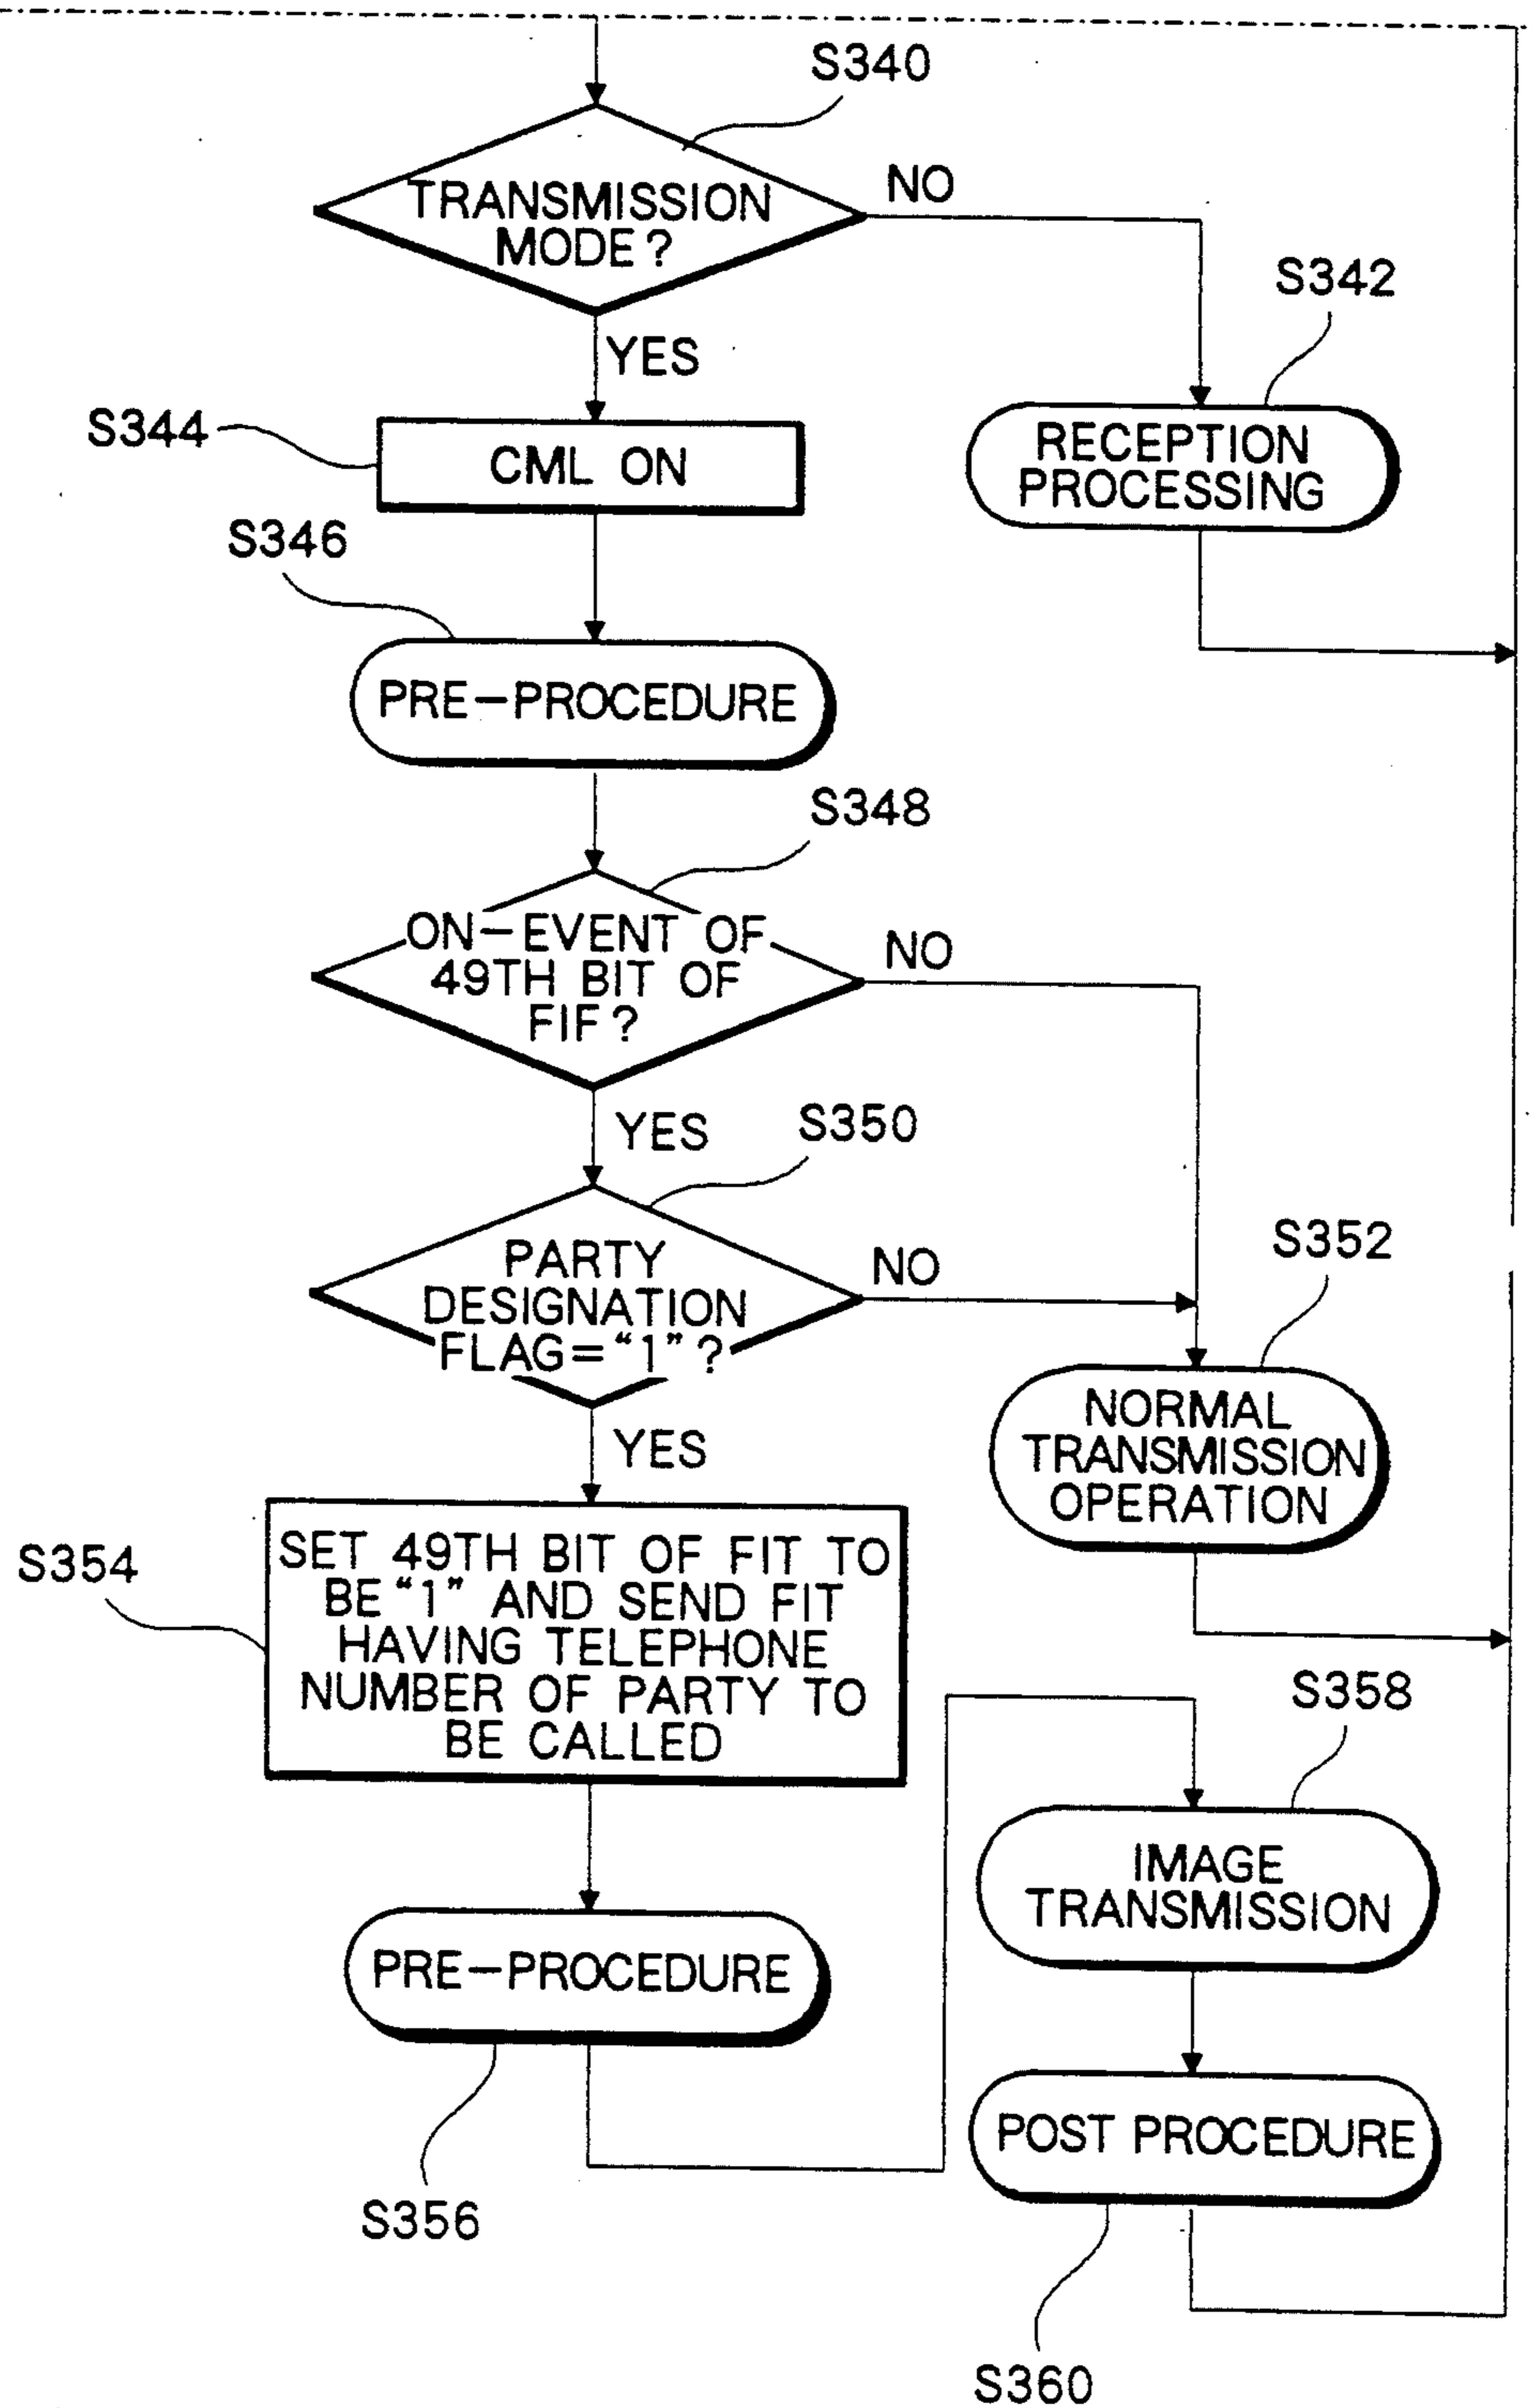 S340
TRANSMISSION
MODE?
NO
S342
YES
RECEPTION
PROCESSING
S344
CML ON
S346
PRE-PROCEDURE
S348
ON-EVENT OF
49TH BIT OF
FIF?
NO
YES
S350
PARTY
DESIGNATION
FLAG="1"?
NO
S352
YES
NORMAL
TRANSMISSION
OPERATION
S354
SET 49TH BIT OF FIT TO
BE "1" AND SEND FIT
HAVING TELEPHONE
NUMBER OF PARTY TO
BE CALLED
S358
IMAGE
TRANSMISSION
PRE-PROCEDURE
S356
POST PROCEDURE
S360